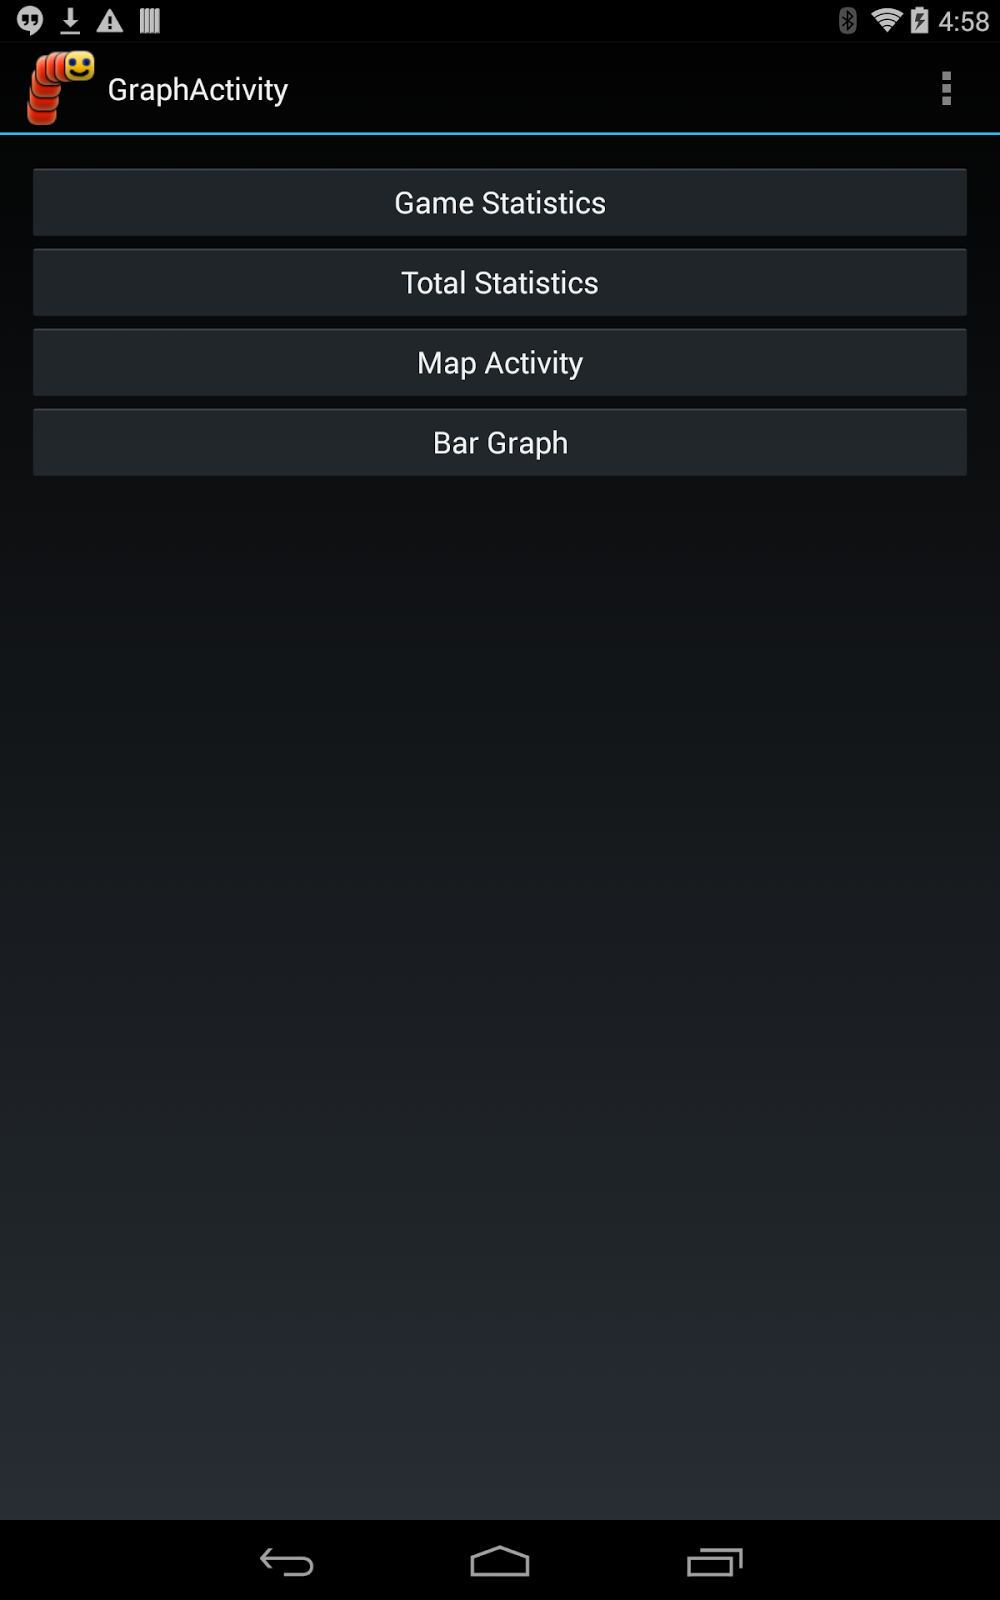 4:58
GraphActivity
Game Statistics
Total Statistics
Map Activity
Bar Graph